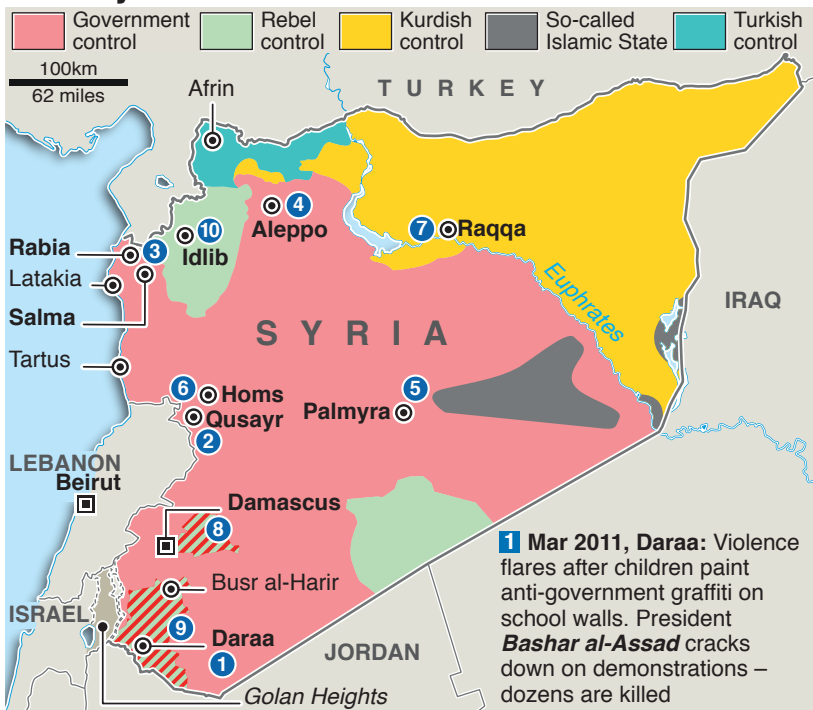 Government
control
Rebel
control
Kurdish
control
So-called
Islamic State
Turkish
control
100km
62 miles
Afrin
TURKEY
4
Aleppo
7
Raqqa
10
Idlib
Rabia
3
Latakia
Salma
Euphrates
IRAQ
SYRIA
Tartus
6
Homs
5
Qusayr
Palmyra
2
LEBANON
Beirut
Damascus
8
1 Mar 2011, Daraa: Violence
flares after children paint
anti-government graffiti on
school walls. President
Bashar al-Assad cracks
down on demonstrations –
dozens are killed
Busr al-Harir
ISRAEL
9
Daraa
1
JORDAN
Golan Heights